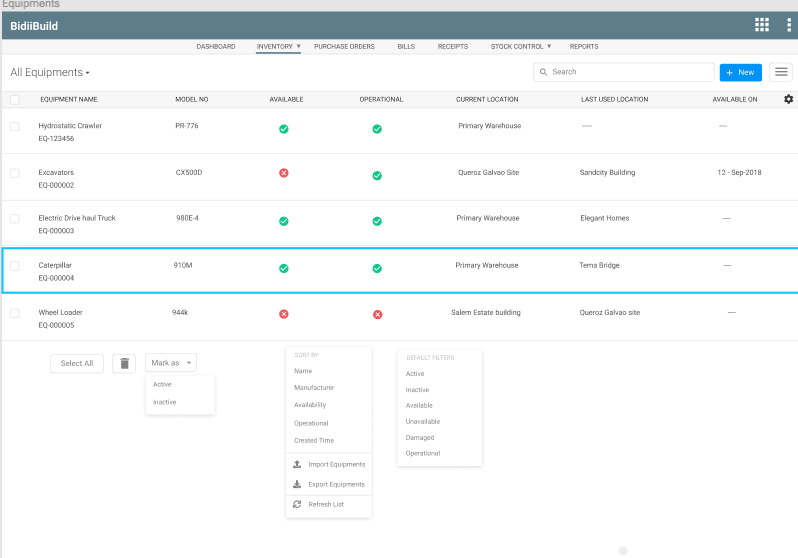 Equipments
BidiiBuild
DASHBOARD INVENTORY PURCHASE ORDERS BILLS RECEIPTS STOCK CONTROL REPORTS
All Equipments
Search
+ New
EQUIPMENT NAME MODEL NO AVAILABLE OPERATIONAL CURRENT LOCATION LAST USED LOCATION AVAILABLE ON
Hydrostatic Crawler PR-776 Primary Warehouse ---- ---
EQ-123456
Excavators CX500D Queroz Galvao Site Sandcity Building 12 - Sep-2018
EQ-000002
Electric Drive haul Truck 980E-4 Primary Warehouse Elegant Homes ---
EQ-000003
Caterpillar 910M Primary Warehouse Tema Bridge ---
EQ-000004
Wheel Loader 944k Salem Estate building Queroz Galvao site ---
EQ-000005
Select All
Mark as
Active
Inactive
SORT BY
Name
Manufacturer
Availability
Operational
Created Time
Import Equipments
Export Equipments
Refresh List
DEFAULT FILTERS
Active
Inactive
Available
Unavailable
Damaged
Operational